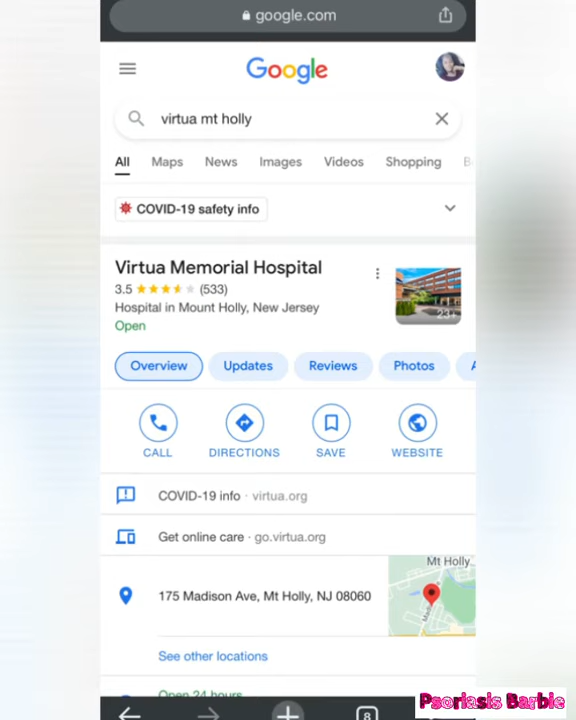 google.com
Google
virtua mt holly
All Maps News Images Videos Shopping B
COVID-19 safety info
Virtua Memorial Hospital
3.5 (533)
Hospital in Mount Holly, New Jersey
Open
23+
Overview Updates Reviews Photos A
CALL DIRECTIONS SAVE WEBSITE
COVID-19 info · virtua.org
Get online care · go.virtua.org
Mt Holly
175 Madison Ave, Mt Holly, NJ 08060
See other locations
Open 24 hours
8
Psoriasis Barbie